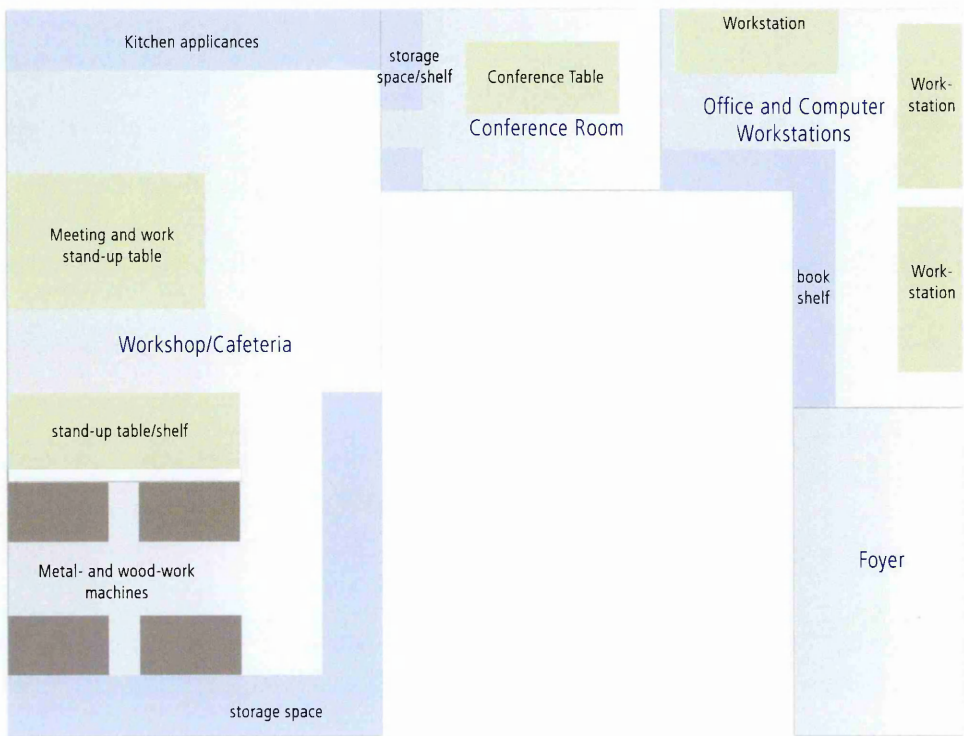 Kitchen applicances
storage
space/shelf
Conference Table
Conference Room
Workstation
Office and Computer
Workstations
Work-
station
Meeting and work
stand-up table
book
shelf
Work-
station
Workshop/Cafeteria
stand-up table/shelf
Metal- and wood-work
machines
Foyer
storage space